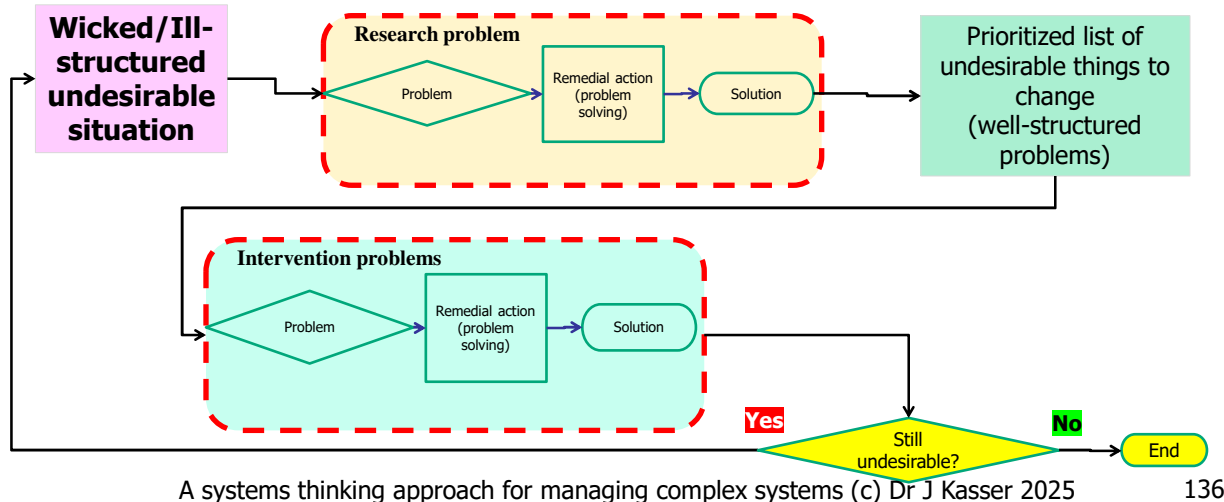 Wicked/Ill-
structured
undesirable
situation
Research problem
Problem
Remedial action
(problem
solving)
Solution
Prioritized list of
undesirable things to
change
(well-structured
problems)
Intervention problems
Problem
Remedial action
(problem
solving)
Solution
Yes
Still
undesirable?
No
End
A systems thinking approach for managing complex systems (c) Dr J Kasser 2025
136